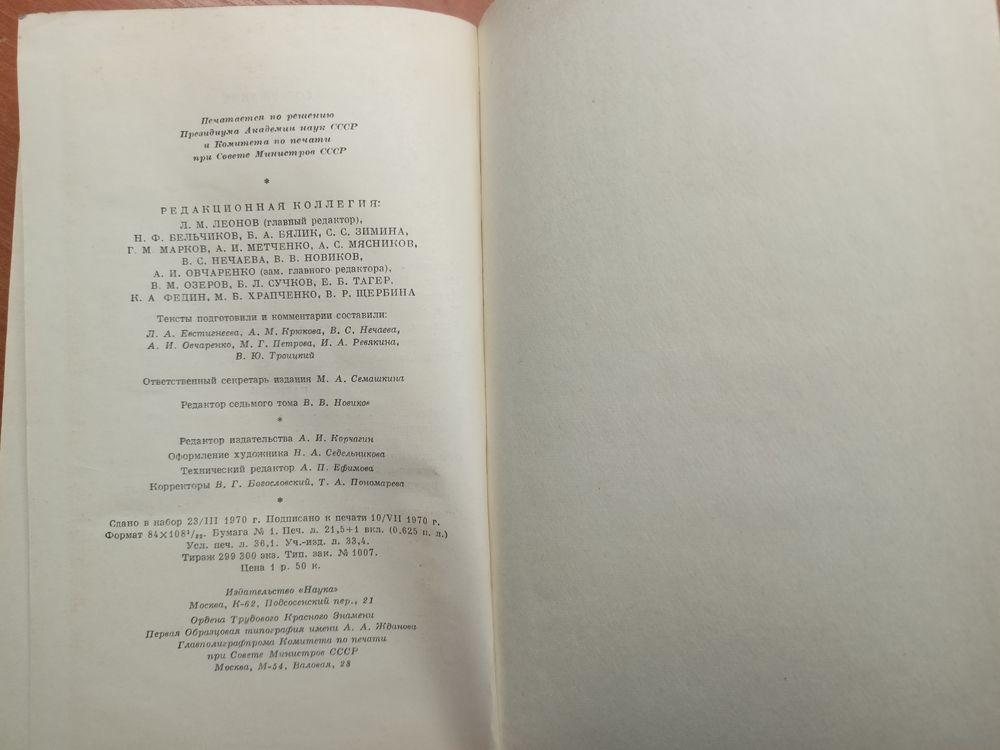 Печатается по решению
Президиума Академии наук СССР
и Комитета по печати
при Совете Министров СССР
*
РЕДАКЦИОННАЯ КОЛЛЕГИЯ:
Л. М. ЛЕОНОВ (главный редактор),
Н. Ф. БЕЛЬЧИКОВ, Б. А. БЯЛИК, С. С. ЗИМИНА,
Г. М. МАРКОВ, А. И. МЕТЧЕНКО, А. С. МЯСНИКОВ,
В. С. НЕЧАЕВА, В. В. НОВИКОВ,
А. И. ОВЧАРЕНКО (зам. главного редактора),
В. М. ОЗЕРОВ, Б. Л. СУЧКОВ, Е. Б. ТАГЕР,
К. А. ФЕДИН, М. Б. ХРАПЧЕНКО, В. Р. ЩЕРБИНА
Тексты подготовили и комментарии составили:
Л. А. Евстигнеева, А. М. Крюкова, В. С. Нечаева,
А. И. Овчаренко, М. Г. Петрова, И. А. Ревякина,
В. Ю. Троицкий
Ответственный секретарь издания М. А. Семашкина
Редактор седьмого тома В. В. Новиков
*
Редактор издательства А. И. Корчагин
Оформление художника Н. А. Седельникова
Технический редактор А. П. Ефимова
Корректоры В. Г. Богословский, Т. А. Пономарева
*
Сдано в набор 23/III 1970 г. Подписано к печати 10/VII 1970 г.
Формат 84×108¹/₃₂. Бумага № 1. Печ. л. 21,5+1 вкл. (0,625 п. л.)
Усл. печ. л. 36,1. Уч.-изд. л. 33,4.
Тираж 299 300 экз. Тип. зак. № 1007.
Цена 1 р. 50 к.
Издательство «Наука»
Москва, К-62, Подсосенский пер., 21
Ордена Трудового Красного Знамени
Первая Образцовая типография имени А. А. Жданова
Главполиграфпрома Комитета по печати
при Совете Министров СССР
Москва, М-54, Валовая, 28